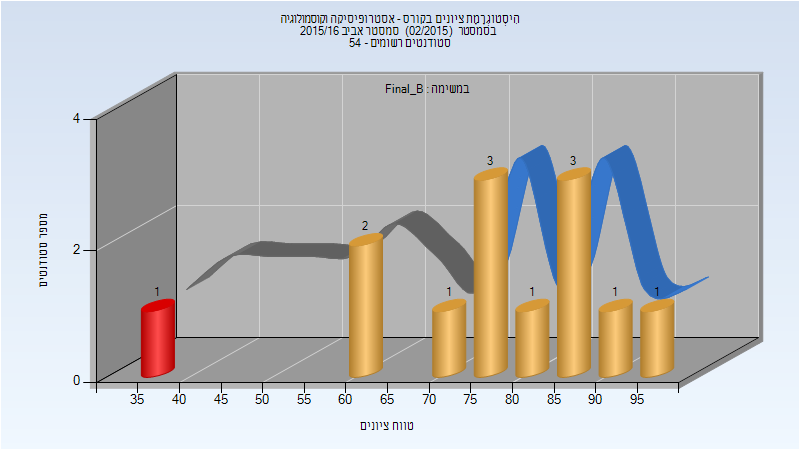 היסטוגרמת ציונים בקורס - אסטרופיסיקה וקוסמולוגיה
בסמסטר (02/2015) סמסטר אביב 2015/16
סטודנטים רשומים - 54
במשימה : Final_B
4
2
0
מספר סטודנטים
1
2
1
3
1
3
1
1
35 40 45 50 55 60 65 70 75 80 85 90 95
טווח ציונים